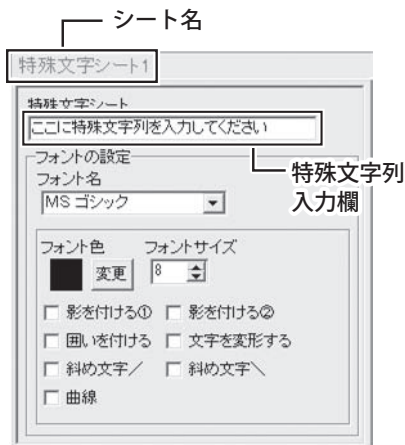 シート名
特殊文字シート1
特殊文字シート
ここに特殊文字列を入力してください
特殊文字列
入力欄
フォントの設定
フォント名
MS ゴシック
フォント色 フォントサイズ
変更 8
影を付ける① 影を付ける②
囲いを付ける 文字を変形する
斜め文字／ 斜め文字＼
曲線